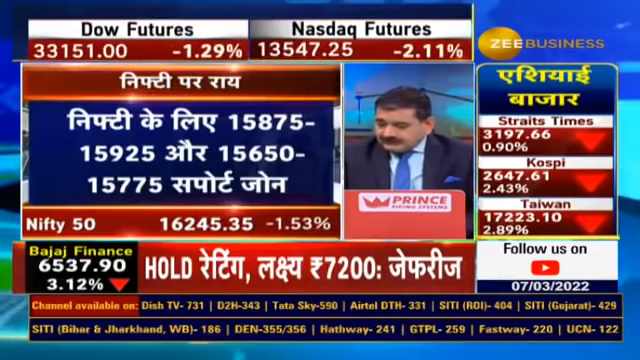 Dow Futures
33151.00 -1.29%
Nasdaq Futures
13547.25 -2.11%
ZEE BUSINESS
निफ्टी पर राय
निफ्टी के लिए 15875-
15925 और 15650-
15775 सपोर्ट जोन
Nifty 50 16245.35 -1.53%
PRINCE
PIPING SYSTEMS
एशियाई
बाजार
Straits Times
3197.66
0.90%
Kospi
2647.61
2.43%
Taiwan
17223.10
2.89%
Bajaj Finance
6537.90
3.12%
HOLD रेटिंग, लक्ष्य ₹7200: जेफरीज
Follow us on
07/03/2022
Channel available on: Dish TV- 731 | D2H-343 | Tata Sky-590 | Airtel DTH- 331 | SITI (ROI)- 404 | SITI (Gujarat)- 429
SITI (Bihar & Jharkhand, WB)- 186 | DEN-355/356 | Hathway- 241 | GTPL- 259 | Fastway- 220 | UCN- 122